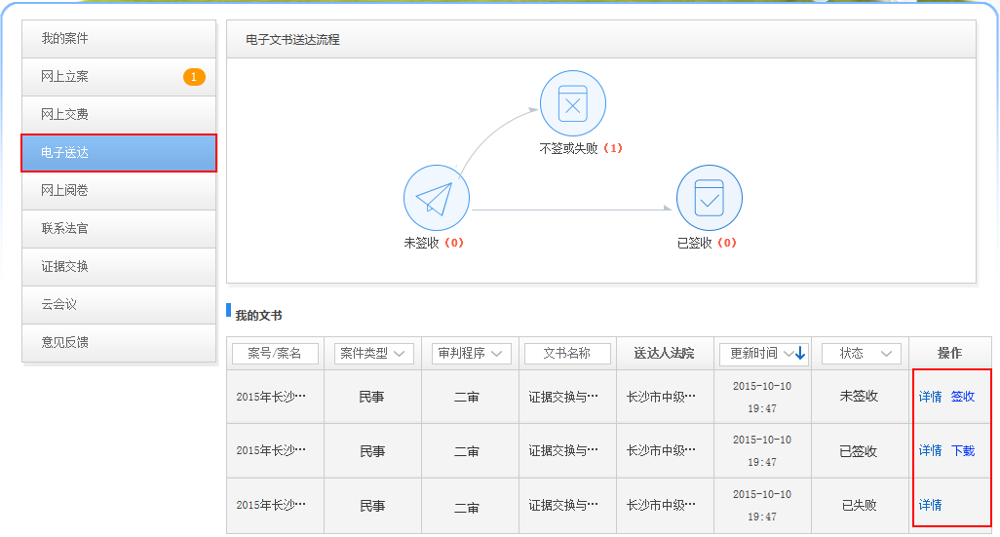 我的案件
网上立案 1
网上交费
电子送达
网上阅卷
联系法官
证据交换
云会议
意见反馈
电子文书送达流程
不签或失败（1）
未签收（0）
已签收（0）
我的文书
案号/案名 案件类型 审判程序 文书名称 送达人法院 更新时间 状态 操作
2015年长沙… 民事 二审 证据交换与… 长沙市中级… 2015-10-10 未签收 详情 签收
19:47
2015年长沙… 民事 二审 证据交换与… 长沙市中级… 2015-10-10 已签收 详情 下载
19:47
2015年长沙… 民事 二审 证据交换与… 长沙市中级… 2015-10-10 已失败 详情
19:47